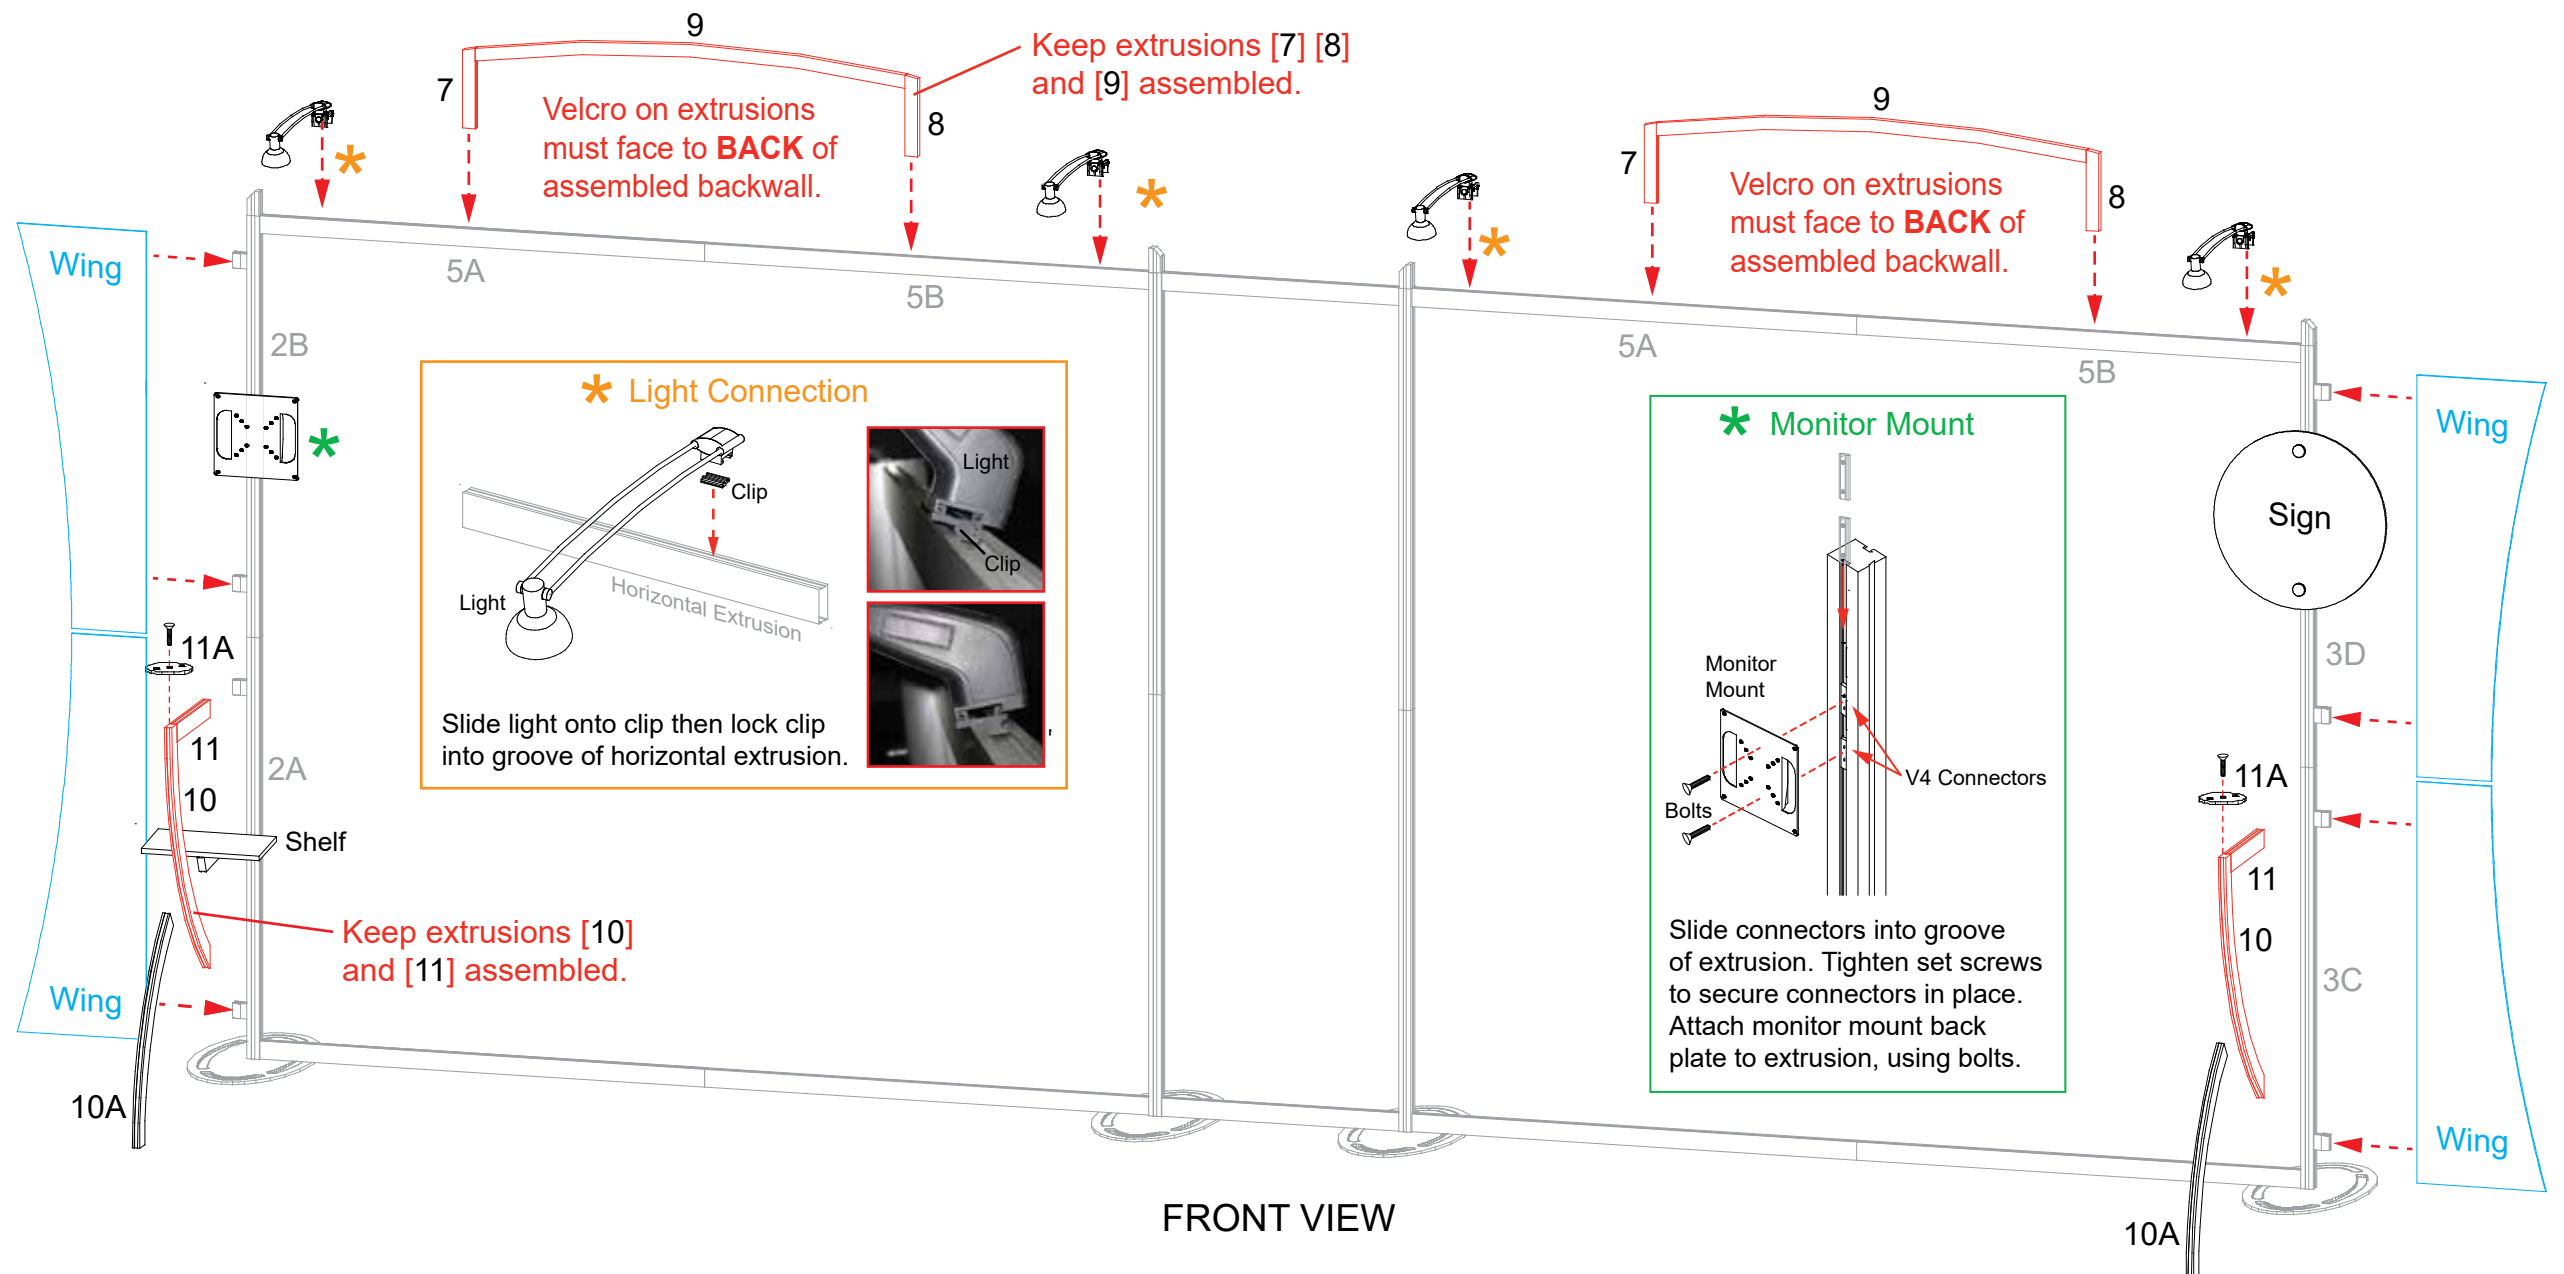 9
7
8
Keep extrusions [7] [8]
and [9] assembled.
Velcro on extrusions
must face to BACK of
assembled backwall.
*
*
*
*
9
7
8
Velcro on extrusions
must face to BACK of
assembled backwall.
Wing
5A
5B
5A
5B
2B
*
* Light Connection
Light
Clip
Clip
Light
Horizontal Extrusion
Slide light onto clip then lock clip
into groove of horizontal extrusion.
* Monitor Mount
Monitor
Mount
Bolts
V4 Connectors
Slide connectors into groove
of extrusion. Tighten set screws
to secure connectors in place.
Attach monitor mount back
plate to extrusion, using bolts.
Wing
Sign
3D
11A
11
10
2A
Shelf
Keep extrusions [10]
and [11] assembled.
Wing
10A
11A
11
10
3C
Wing
10A
FRONT VIEW